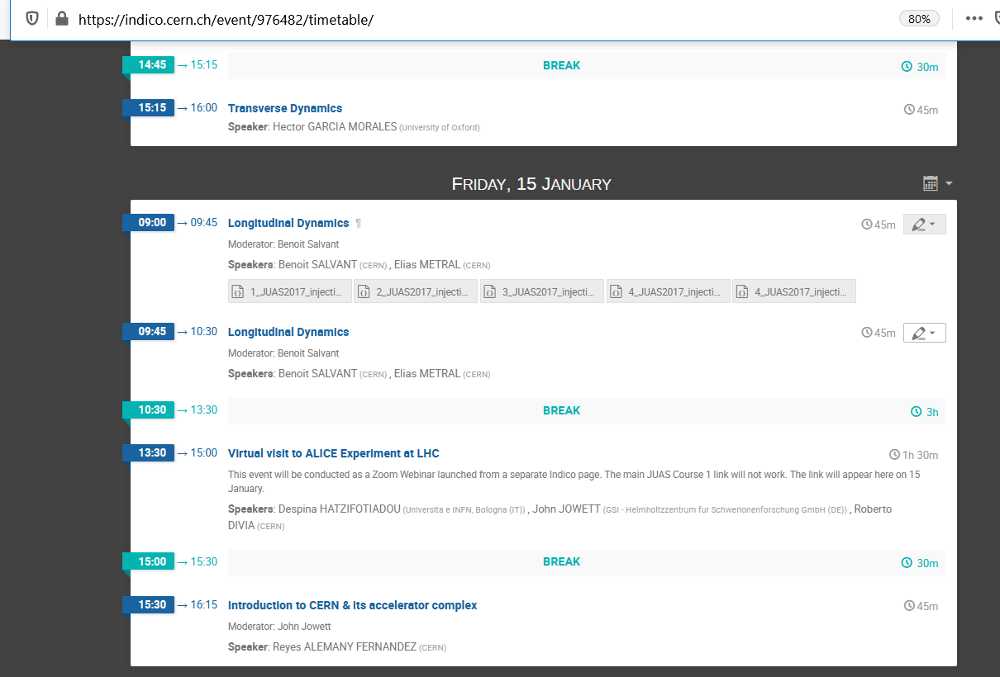 https://indico.cern.ch/event/976482/timetable/
80%
14:45 → 15:15 BREAK 30m
15:15 → 16:00 Transverse Dynamics 45m
Speaker: Hector GARCIA MORALES (University of Oxford)
FRIDAY, 15 JANUARY
09:00 → 09:45 Longitudinal Dynamics ¶ 45m
Moderator: Benoit Salvant
Speakers: Benoit SALVANT (CERN) , Elias METRAL (CERN)
1_JUAS2017_injecti... 2_JUAS2017_injecti... 3_JUAS2017_injecti... 4_JUAS2017_injecti... 4_JUAS2017_injecti...
09:45 → 10:30 Longitudinal Dynamics 45m
Moderator: Benoit Salvant
Speakers: Benoit SALVANT (CERN) , Elias METRAL (CERN)
10:30 → 13:30 BREAK 3h
13:30 → 15:00 Virtual visit to ALICE Experiment at LHC 1h 30m
This event will be conducted as a Zoom Webinar launched from a separate Indico page. The main JUAS Course 1 link will not work. The link will appear here on 15
January.
Speakers: Despina HATZIFOTIADOU (Universita e INFN, Bologna (IT)) , John JOWETT (GSI - Helmholtzzentrum fur Schwerionenforschung GmbH (DE)) , Roberto
DIVIA (CERN)
15:00 → 15:30 BREAK 30m
15:30 → 16:15 Introduction to CERN & its accelerator complex 45m
Moderator: John Jowett
Speaker: Reyes ALEMANY FERNANDEZ (CERN)